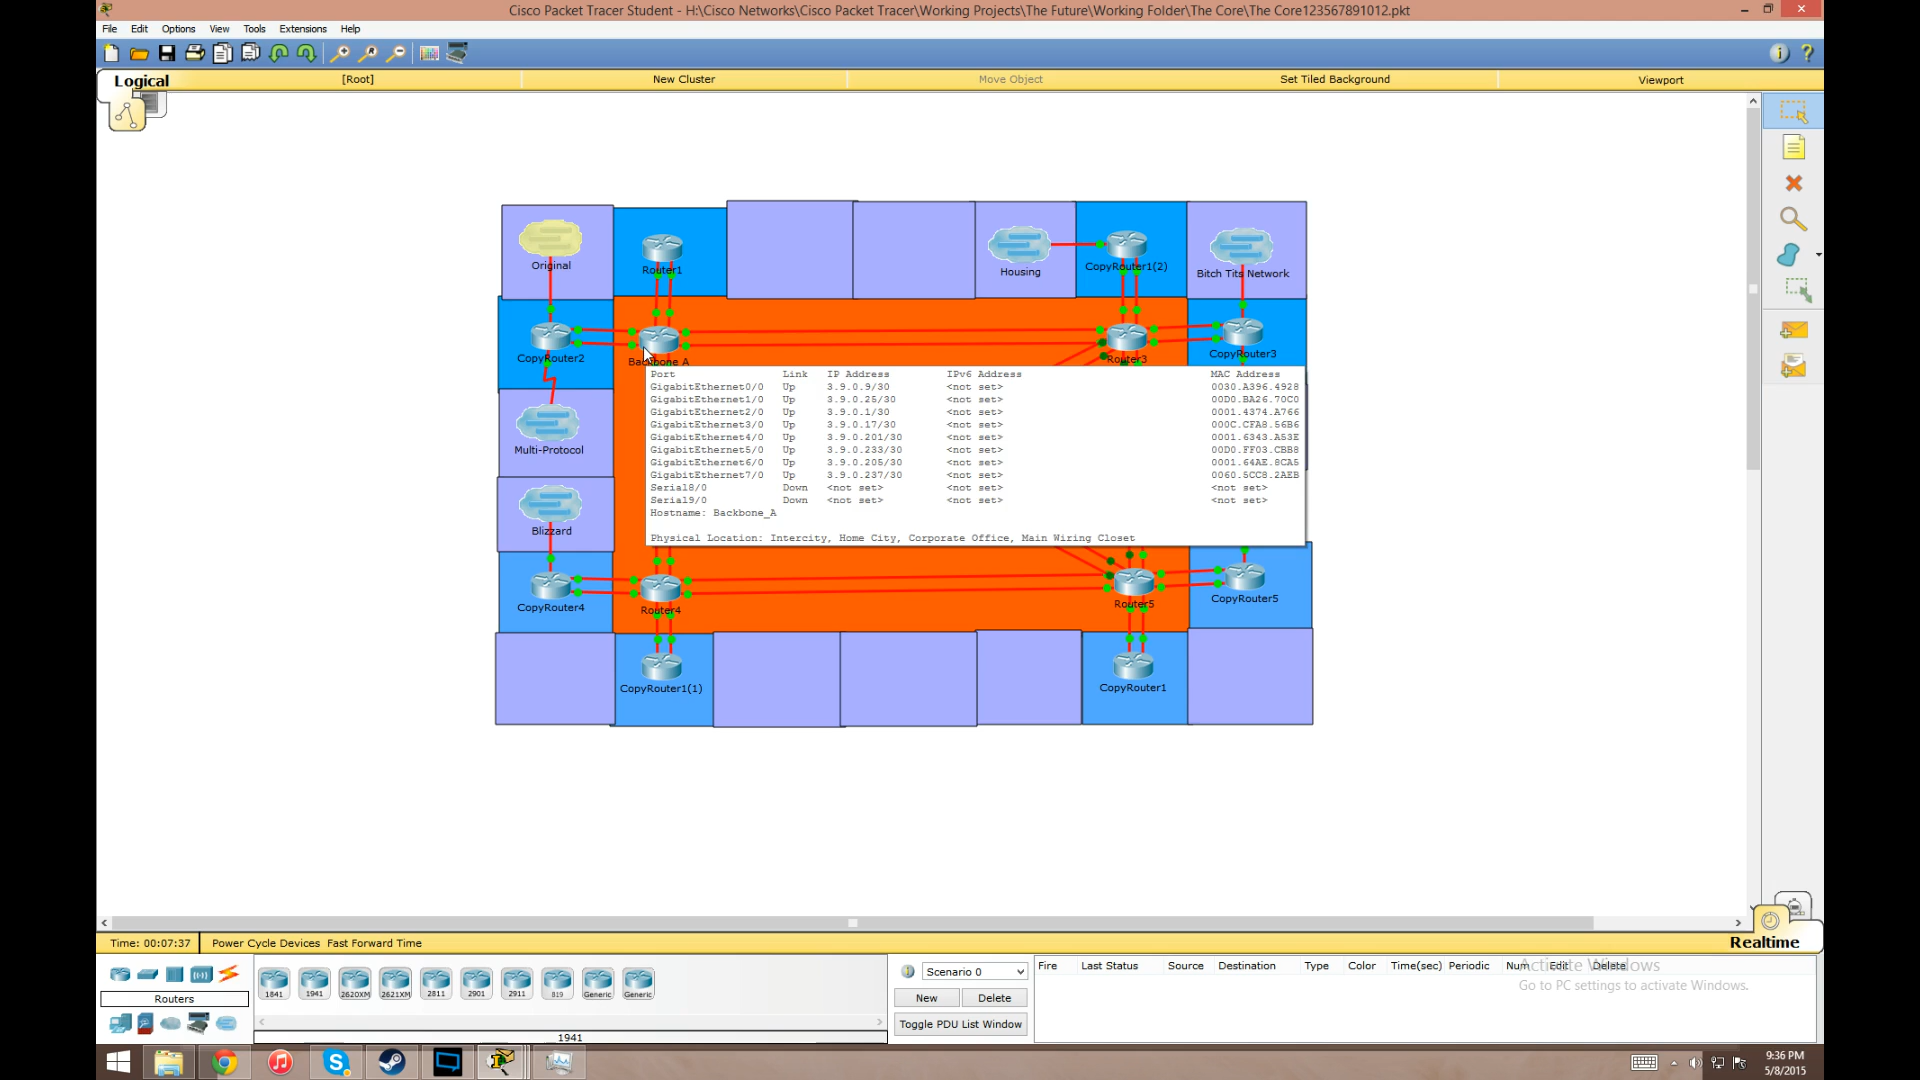 Cisco Packet Tracer Student - H:\Cisco Networks\Cisco Packet Tracer\Working Projects\The Future\Working Folder\The Core\The Core123567891012.pkt
File Edit Options View Tools Extensions Help
Logical [Root] New Cluster Move Object Set Tiled Background Viewport
Original Router1 Housing CopyRouter1(2) Bitch Tits Network
CopyRouter2 Backbone A Router3 CopyRouter3
Port Link IP Address IPv6 Address MAC Address
GigabitEthernet0/0 Up 3.9.0.9/30 <not set> 0030.A396.4928
GigabitEthernet1/0 Up 3.9.0.25/30 <not set> 00D0.BA26.70C0
GigabitEthernet2/0 Up 3.9.0.1/30 <not set> 0001.4374.A766
GigabitEthernet3/0 Up 3.9.0.17/30 <not set> 000C.CFA8.56B6
GigabitEthernet4/0 Up 3.9.0.201/30 <not set> 0001.6343.A53E
GigabitEthernet5/0 Up 3.9.0.233/30 <not set> 00D0.FF03.CBB8
GigabitEthernet6/0 Up 3.9.0.205/30 <not set> 0001.64AE.8CA5
GigabitEthernet7/0 Up 3.9.0.237/30 <not set> 0060.5CC8.2AEB
Serial8/0 Down <not set> <not set> <not set>
Serial9/0 Down <not set> <not set> <not set>
Hostname: Backbone_A
Physical Location: Intercity, Home City, Corporate Office, Main Wiring Closet
Multi-Protocol
Blizzard
CopyRouter4 Router4 Router5 CopyRouter5
CopyRouter1(1) CopyRouter1
Realtime
Time: 00:07:37 Power Cycle Devices Fast Forward Time
Routers
1841 1941 2620XM 2621XM 2811 2901 2911 819 Generic Generic
1941
Scenario 0
New Delete
Toggle PDU List Window
Fire Last Status Source Destination Type Color Time(sec) Periodic Num Edit Delete
Activate Windows
Go to PC settings to activate Windows.
9:36 PM
5/8/2015